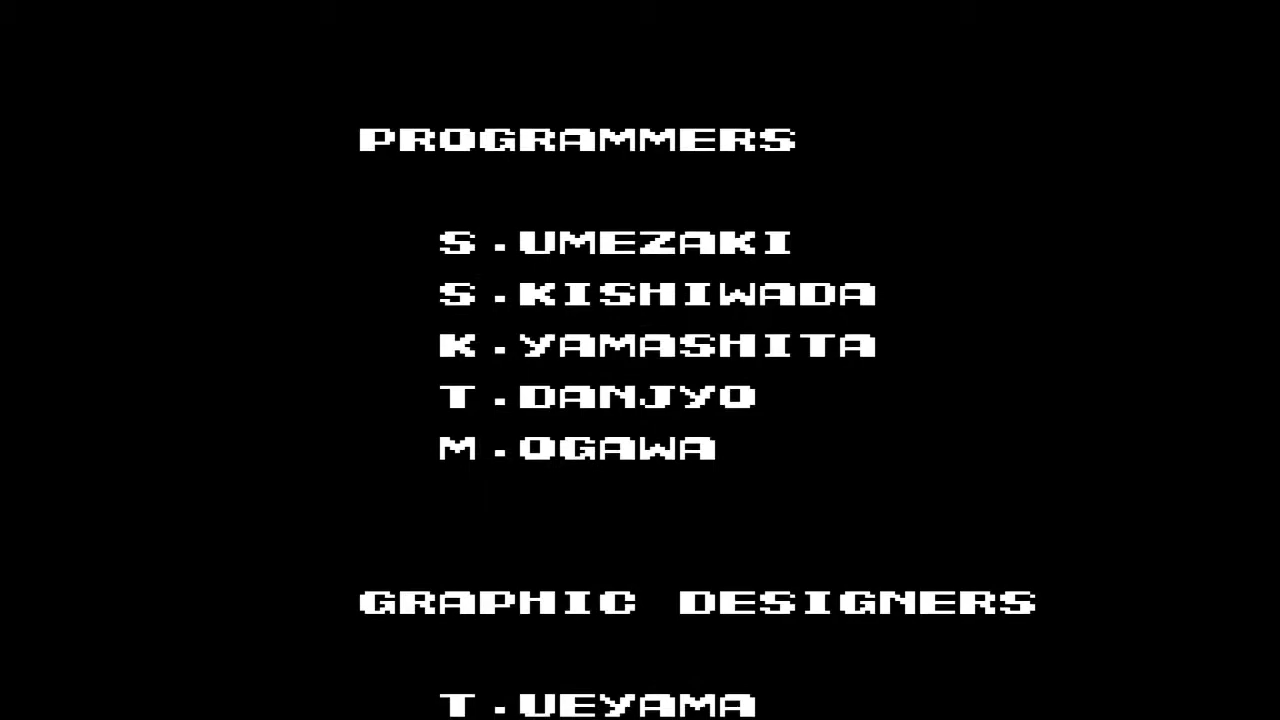 PROGRAMMERS
S.UMEZAKI
S.KISHIWADA
K.YAMASHITA
T.DANJYO
M.OGAWA
GRAPHIC DESIGNERS
T.UEYAMA